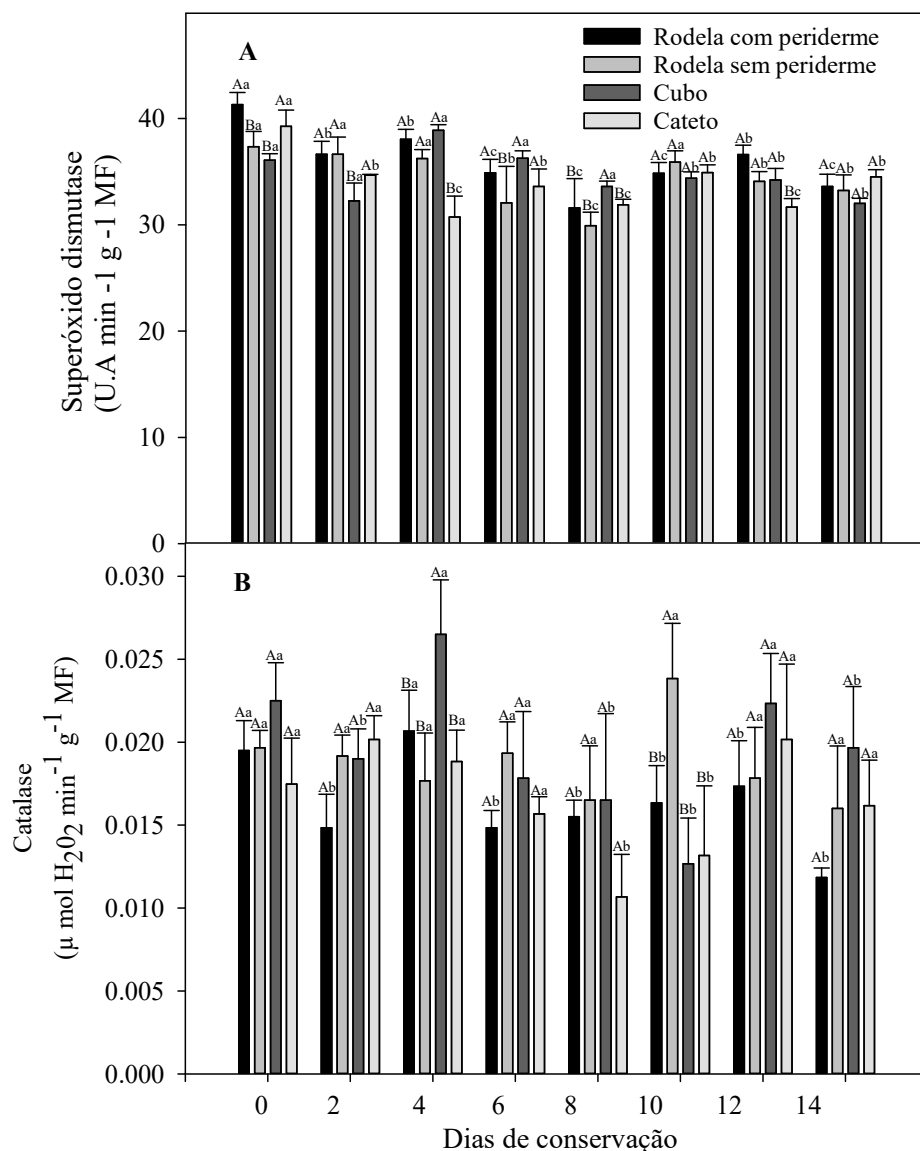 A
Rodela com periderme
Rodela sem periderme
Cubo
Cateto
Superóxido dismutase
(U.A min -1 g -1 MF)
40
30
20
10
0
Aa Ba Ba Aa
Ab Aa Ba Ab
Ab Aa Aa Bc
Ac Bb Aa Ab
Bc Bc Aa Bc
Ac Aa Ab Ab
Ab Ab Ab Bc
Ac Ab Ab Ab
B
Catalase
(µ mol H2O2 min-1 g-1 MF)
0.030
0.025
0.020
0.015
0.010
0.005
0.000
Aa Aa Aa Aa
Ab Aa Ab Aa
Ba Ba Aa Ba
Ab Aa Aa Aa
Ab Aa Ab Ab
Bb Aa Bb Bb
Ab Aa Aa Aa
Ab Aa Ab Aa
0 2 4 6 8 10 12 14
Dias de conservação